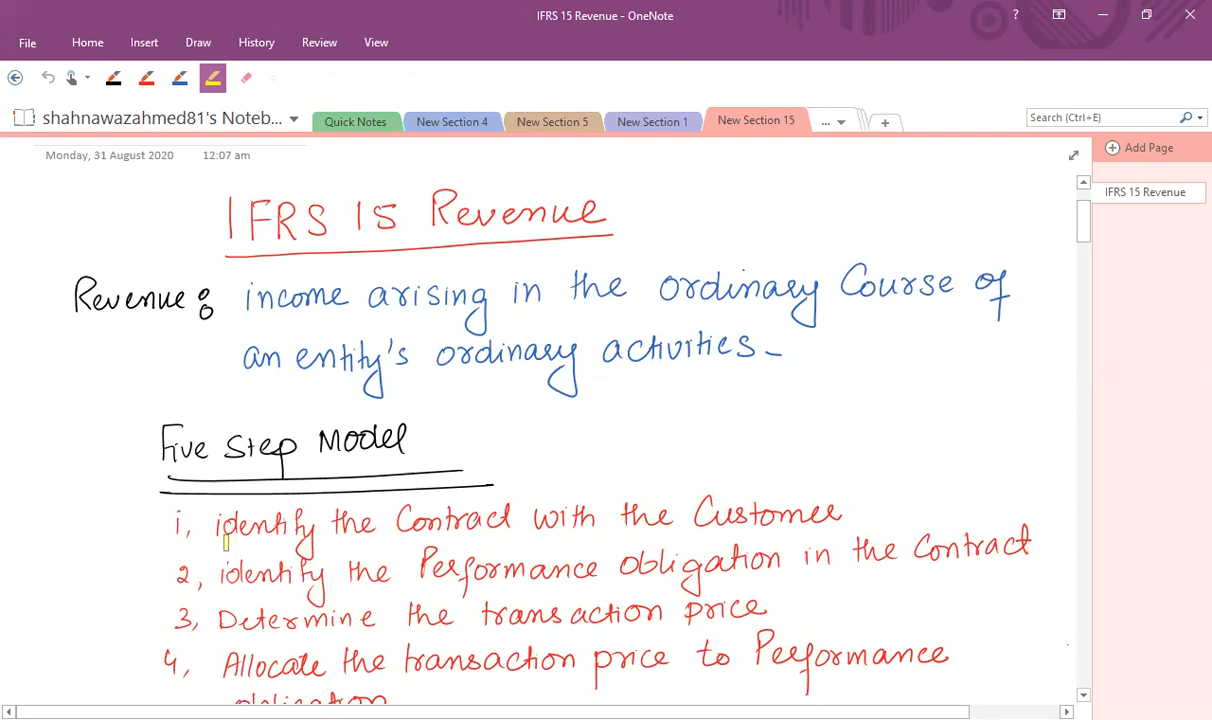 IFRS 15 Revenue - OneNote
?
File Home Insert Draw History Review View
shahnawazahmed81's Noteb...
Quick Notes New Section 4 New Section 5 New Section 1 New Section 15 ...
Search (Ctrl+E)
Add Page
Monday, 31 August 2020 12:07 am
IFRS 15 Revenue
IFRS 15 Revenue
Revenue: income arising in the ordinary Course of
an entity's ordinary activities -
Five Step Model
1, identify the Contract with the Customer
2, identify the Performance obligation in the Contract
3, Determine the transaction price
4, Allocate the transaction price to Performance
obligation